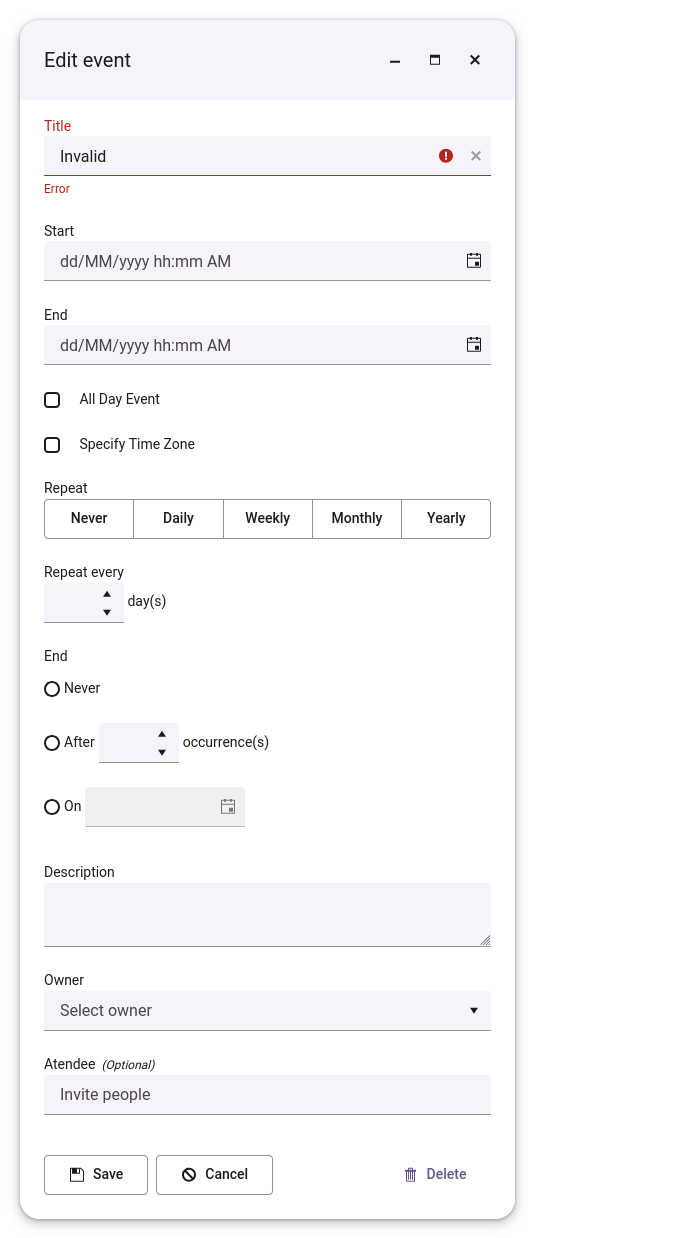 Edit event
Title
Invalid
Error
Start
dd/MM/yyyy hh:mm AM
End
dd/MM/yyyy hh:mm AM
All Day Event
Specify Time Zone
Repeat
Never Daily Weekly Monthly Yearly
Repeat every
day(s)
End
Never
After occurrence(s)
On
Description
Owner
Select owner
Atendee (Optional)
Invite people
Save Cancel Delete